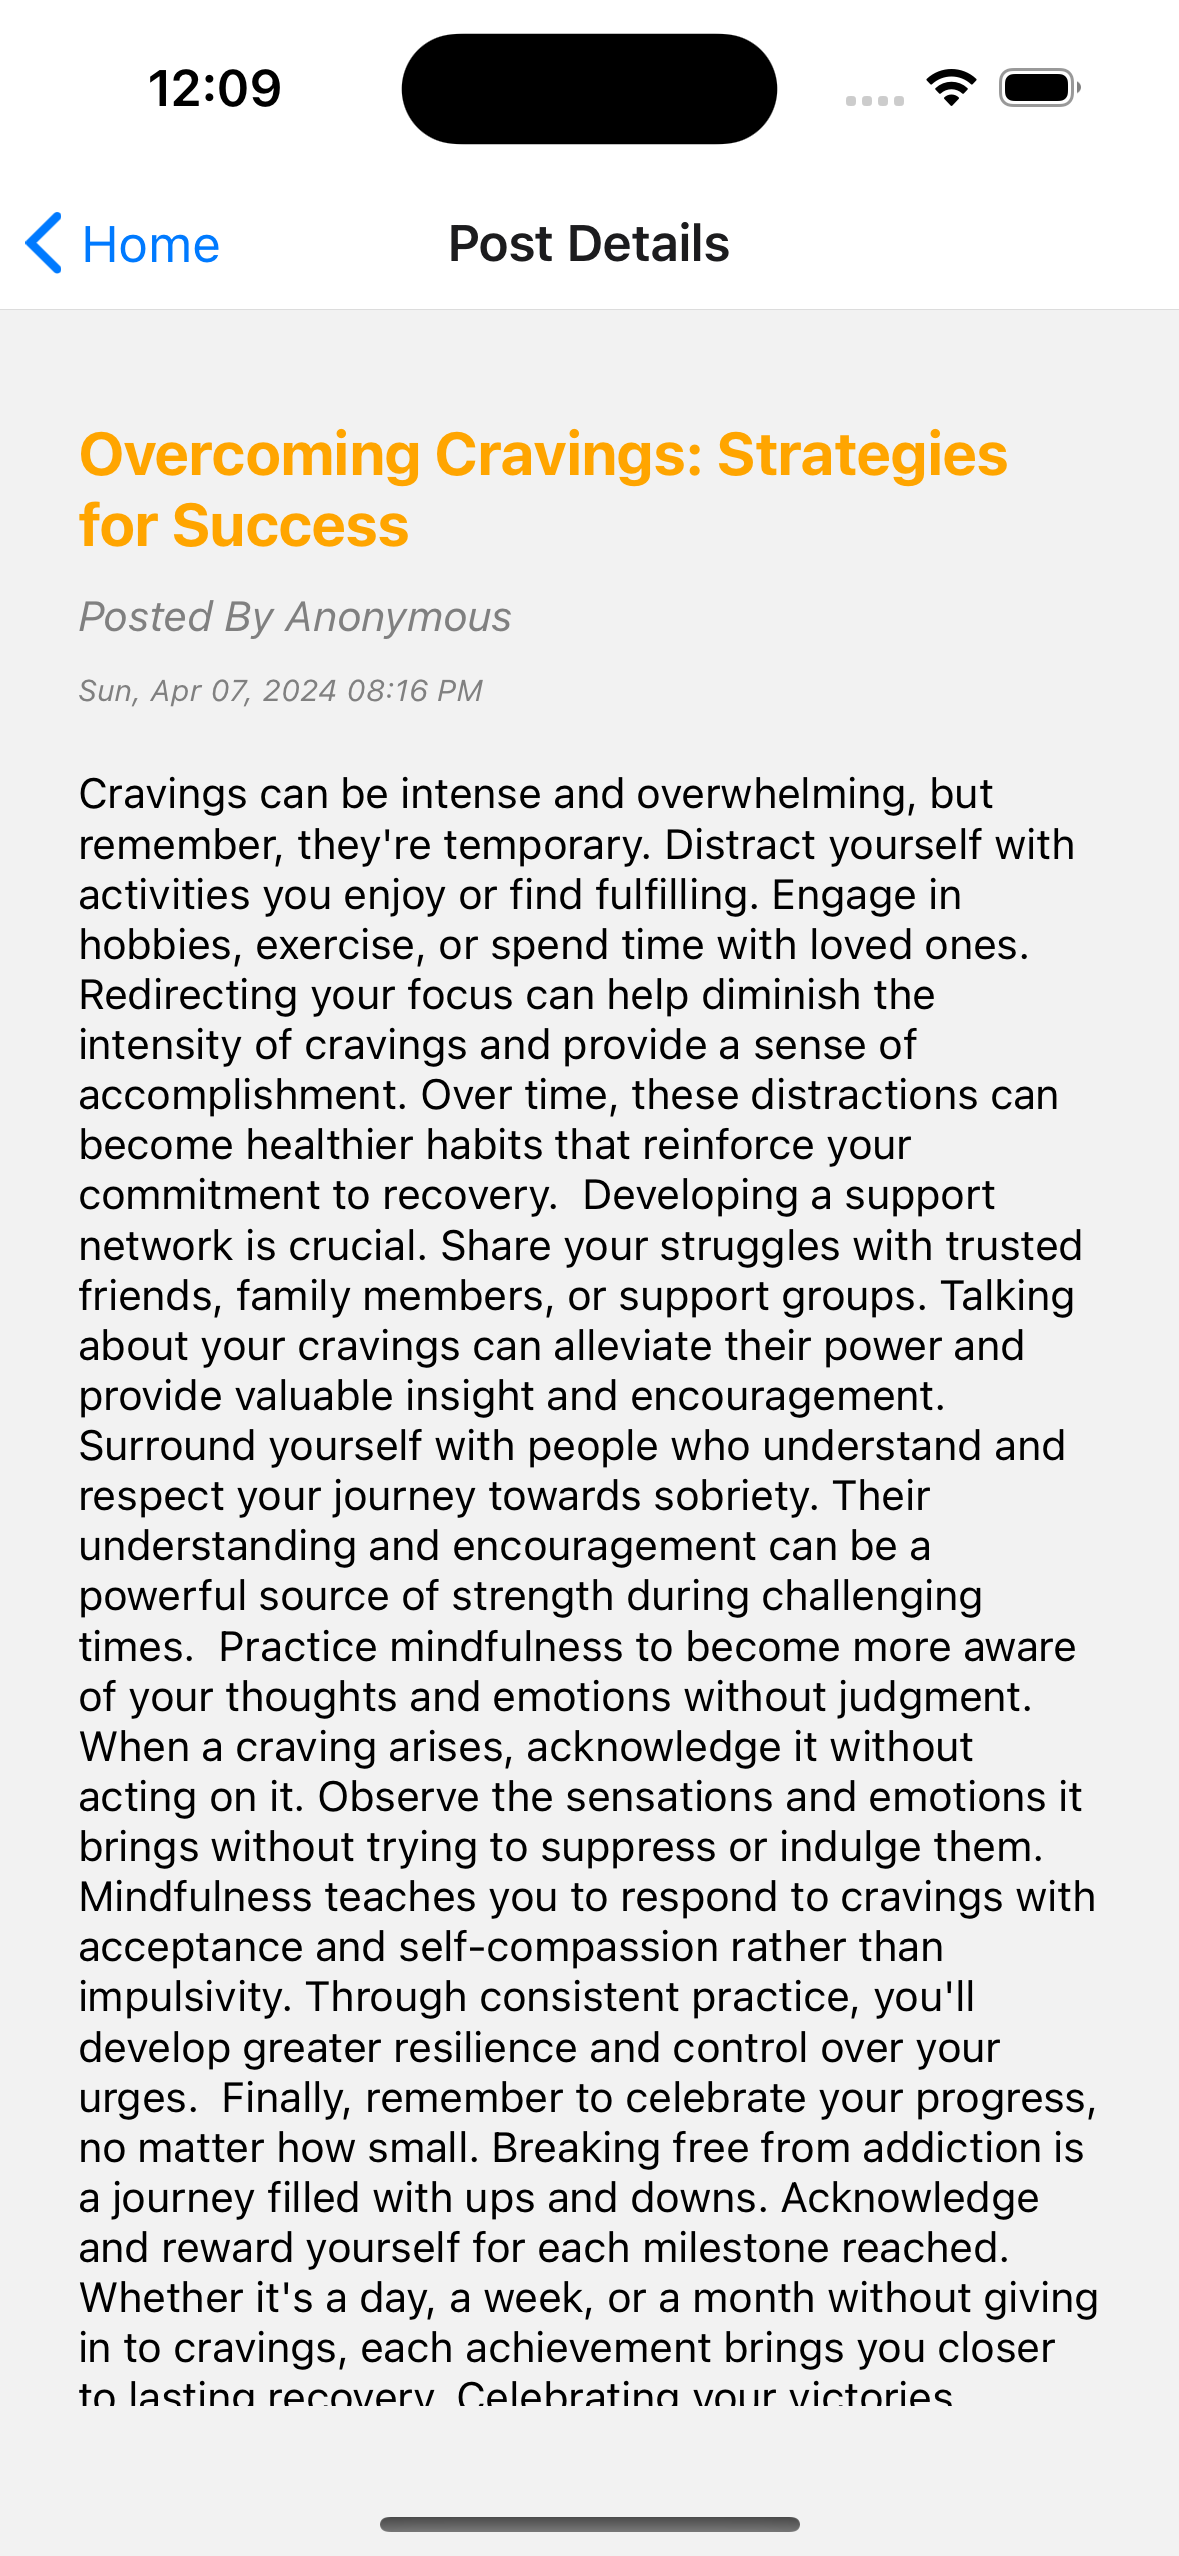 12:09
Home
Post Details
Overcoming Cravings: Strategies
for Success
Posted By Anonymous
Sun, Apr 07, 2024 08:16 PM
Cravings can be intense and overwhelming, but
remember, they're temporary. Distract yourself with
activities you enjoy or find fulfilling. Engage in
hobbies, exercise, or spend time with loved ones.
Redirecting your focus can help diminish the
intensity of cravings and provide a sense of
accomplishment. Over time, these distractions can
become healthier habits that reinforce your
commitment to recovery.  Developing a support
network is crucial. Share your struggles with trusted
friends, family members, or support groups. Talking
about your cravings can alleviate their power and
provide valuable insight and encouragement.
Surround yourself with people who understand and
respect your journey towards sobriety. Their
understanding and encouragement can be a
powerful source of strength during challenging
times.  Practice mindfulness to become more aware
of your thoughts and emotions without judgment.
When a craving arises, acknowledge it without
acting on it. Observe the sensations and emotions it
brings without trying to suppress or indulge them.
Mindfulness teaches you to respond to cravings with
acceptance and self-compassion rather than
impulsivity. Through consistent practice, you'll
develop greater resilience and control over your
urges.  Finally, remember to celebrate your progress,
no matter how small. Breaking free from addiction is
a journey filled with ups and downs. Acknowledge
and reward yourself for each milestone reached.
Whether it's a day, a week, or a month without giving
in to cravings, each achievement brings you closer
to lasting recovery. Celebrating your victories